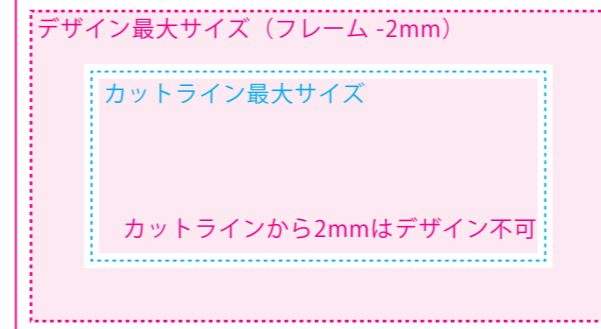 デザイン最大サイズ（フレーム -2mm）
カットライン最大サイズ
カットラインから2mmはデザイン不可